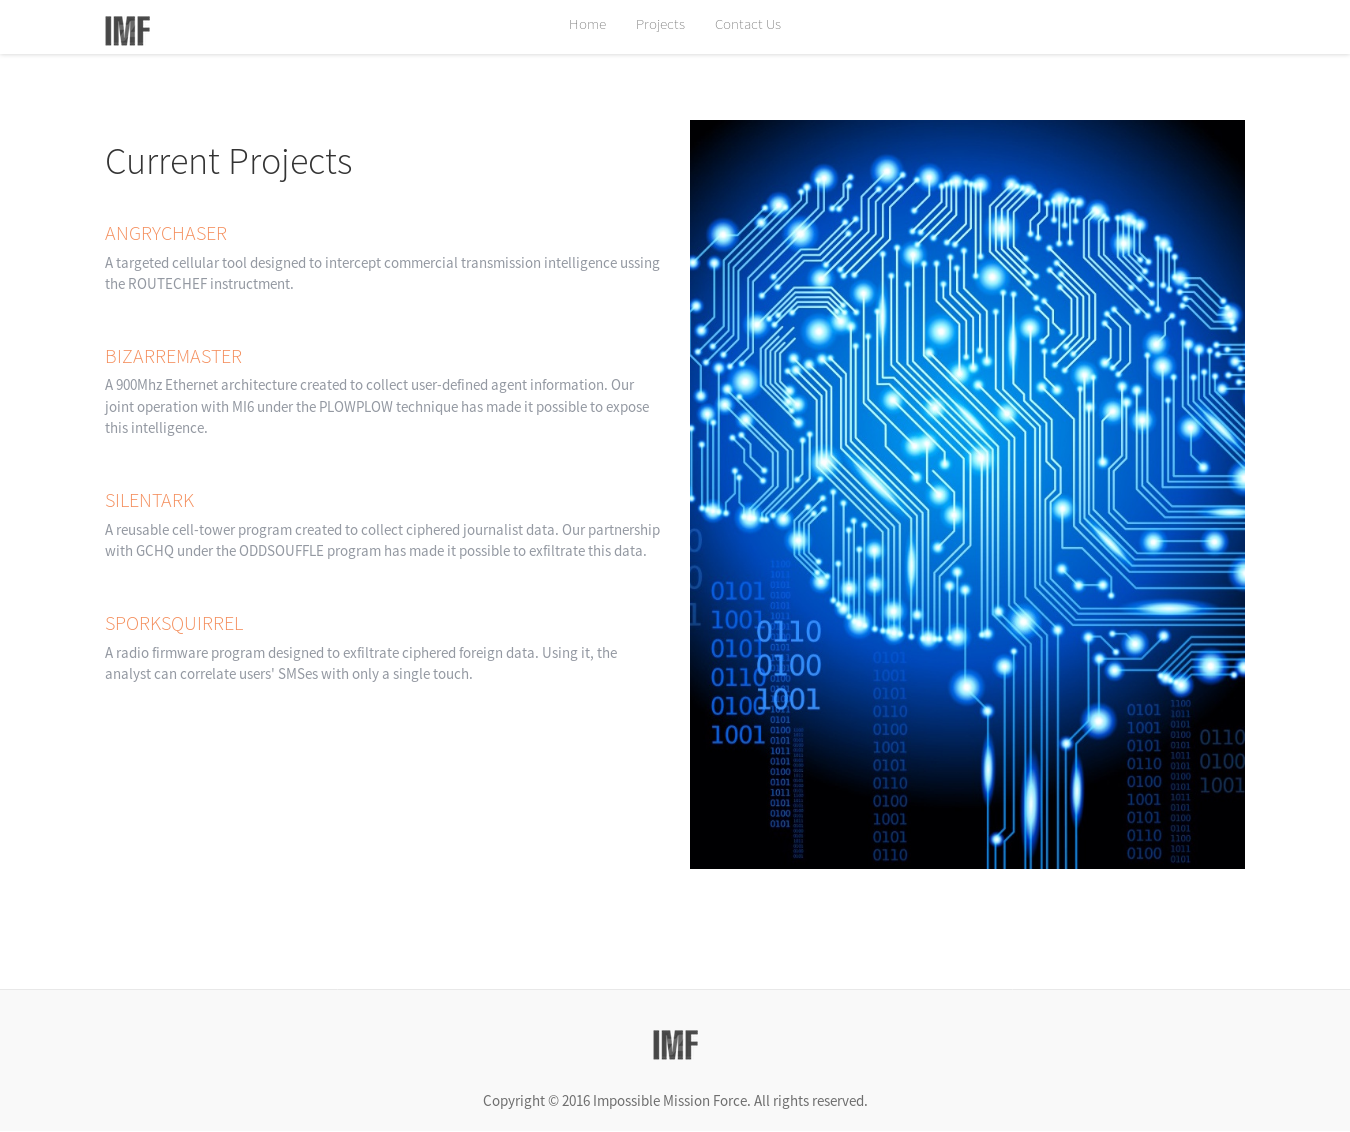 IMF
Home Projects Contact Us
Current Projects
ANGRYCHASER
A targeted cellular tool designed to intercept commercial transmission intelligence ussing
the ROUTECHEF instructment.
BIZARREMASTER
A 900Mhz Ethernet architecture created to collect user-defined agent information. Our
joint operation with MI6 under the PLOWPLOW technique has made it possible to expose
this intelligence.
SILENTARK
A reusable cell-tower program created to collect ciphered journalist data. Our partnership
with GCHQ under the ODDSOUFFLE program has made it possible to exfiltrate this data.
SPORKSQUIRREL
A radio firmware program designed to exfiltrate ciphered foreign data. Using it, the
analyst can correlate users' SMSes with only a single touch.
0101
1001
0101
0110
0100
1001
0110
0100
1001
0101
1001
0101
0110
0100
1001
0101
0110
0100
1001
0101
0110
0101
1001
0101
0110
0100
1001
0101
0110
0100
0110
0100
1001
IMF
Copyright © 2016 Impossible Mission Force. All rights reserved.